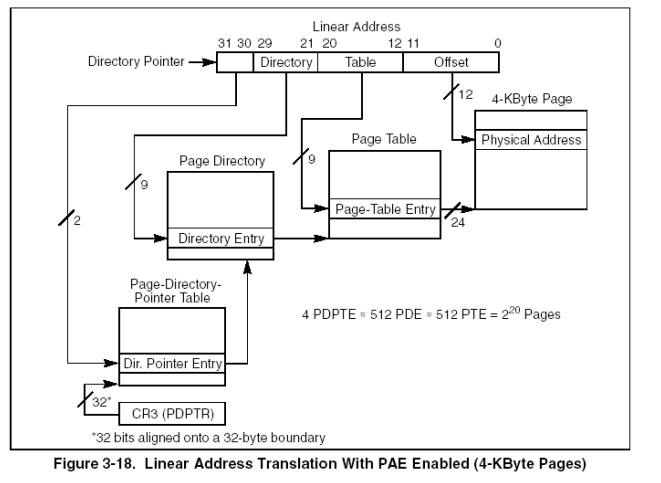 Linear Address
31 30 29 21 20 12 11 0
Directory Pointer
Directory Table Offset
12
4-KByte Page
Physical Address
Page Table
9
Page-Table Entry
24
Page Directory
9
Directory Entry
2
Page-Directory-
Pointer Table
4 PDPTE * 512 PDE * 512 PTE = 2^20 Pages
Dir. Pointer Entry
32*
CR3 (PDPTR)
*32 bits aligned onto a 32-byte boundary
Figure 3-18. Linear Address Translation With PAE Enabled (4-KByte Pages)